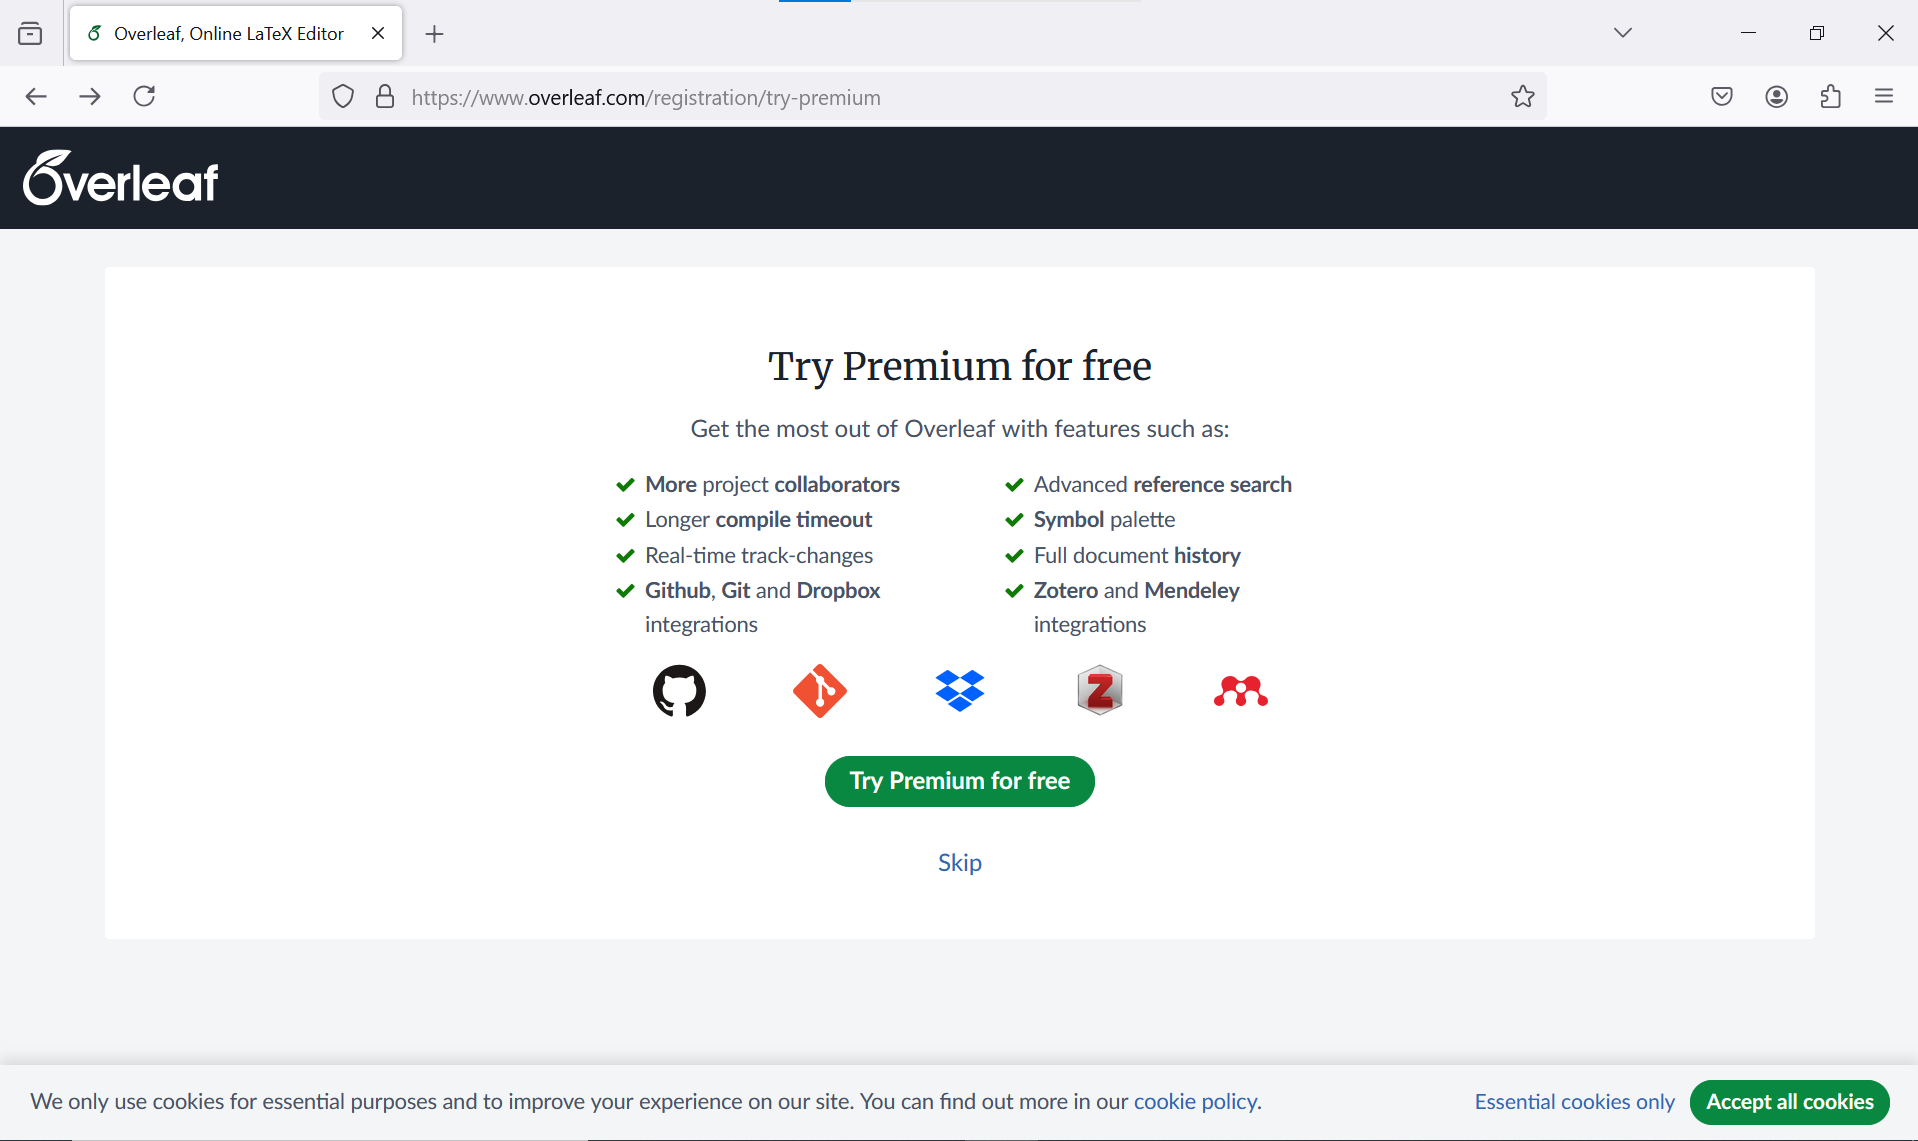 Overleaf, Online LaTeX Editor
https://www.overleaf.com/registration/try-premium
Overleaf
Try Premium for free
Get the most out of Overleaf with features such as:
More project collaborators
Longer compile timeout
Real-time track-changes
Github, Git and Dropbox
integrations
Advanced reference search
Symbol palette
Full document history
Zotero and Mendeley
integrations
Z
Try Premium for free
Skip
We only use cookies for essential purposes and to improve your experience on our site. You can find out more in our cookie policy.
Essential cookies only
Accept all cookies